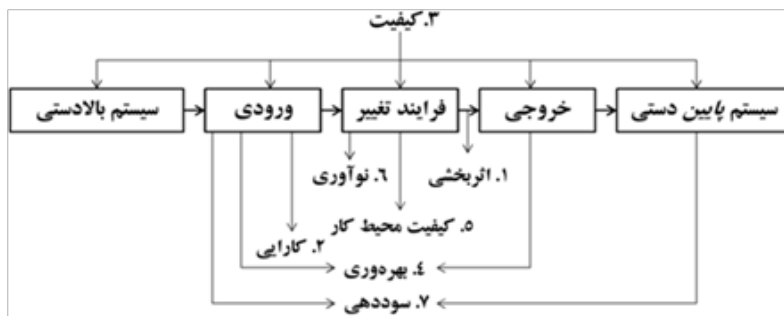 ۳. کیفیت
سیستم بالادستی
ورودی
فرایند تغییر
خروجی
سیستم پایین دستی
۶. نوآوری
۱. اثربخشی
۵. کیفیت محیط کار
۲. کارایی
۴. بهره‌وری
۷. سوددهی